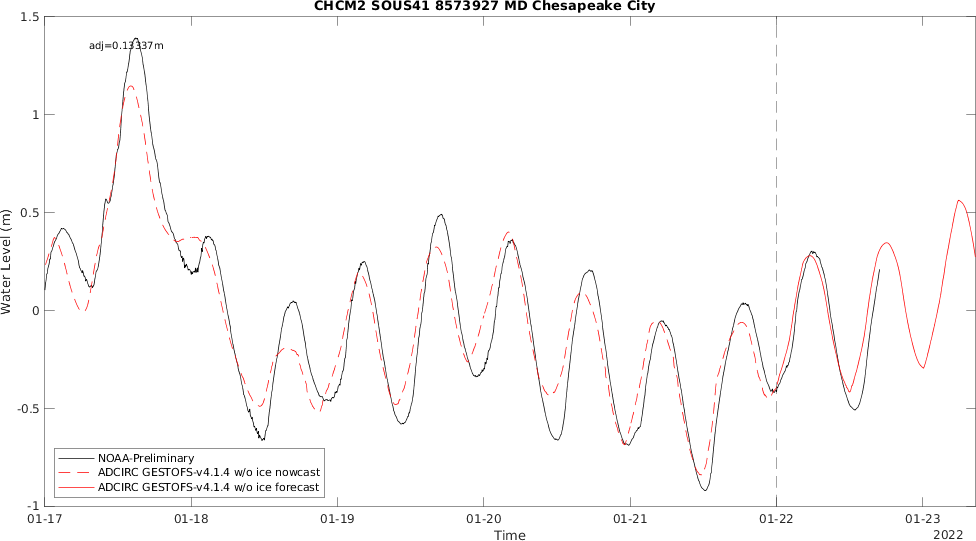 CHCM2 SOUS41 8573927 MD Chesapeake City
adj=0.13337m
1.5
1
0.5
0
-0.5
-1
Water Level (m)
NOAA-Preliminary
ADCIRC GESTOFS-v4.1.4 w/o ice nowcast
ADCIRC GESTOFS-v4.1.4 w/o ice forecast
01-17 01-18 01-19 01-20 01-21 01-22 01-23
Time
2022